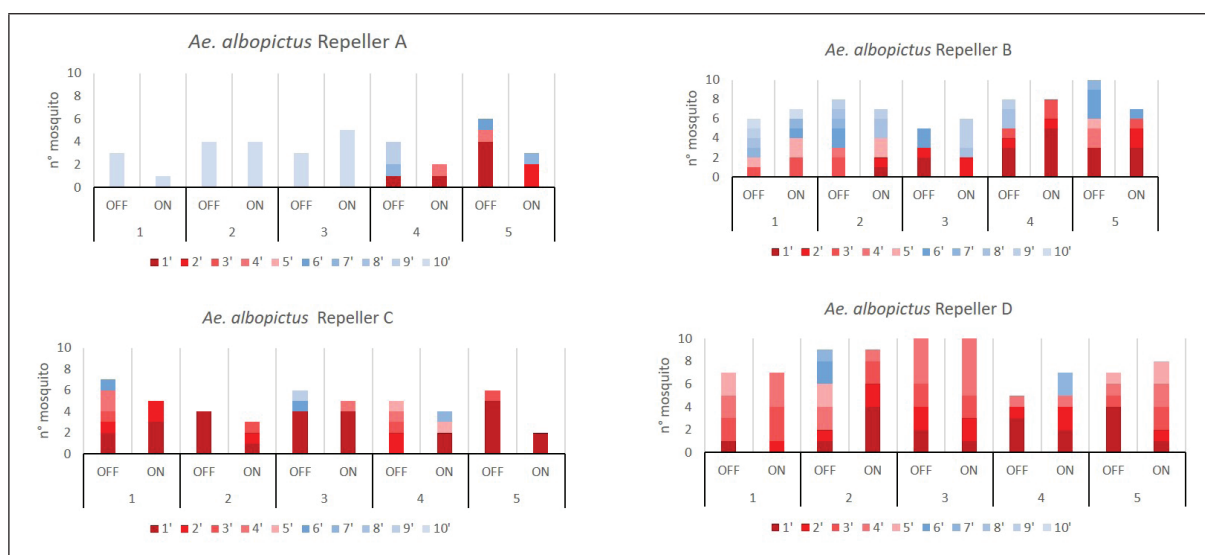 Ae. albopictus Repeller A
n° mosquito
10
8
6
4
2
0
OFF ON OFF ON OFF ON OFF ON OFF ON
1 2 3 4 5
1' 2' 3' 4' 5' 6' 7' 8' 9' 10'
Ae. albopictus Repeller B
n° mosquito
10
8
6
4
2
0
OFF ON OFF ON OFF ON OFF ON OFF ON
1 2 3 4 5
1' 2' 3' 4' 5' 6' 7' 8' 9' 10'
Ae. albopictus Repeller C
n° mosquito
10
8
6
4
2
0
OFF ON OFF ON OFF ON OFF ON OFF ON
1 2 3 4 5
1' 2' 3' 4' 5' 6' 7' 8' 9' 10'
Ae. albopictus Repeller D
n° mosquito
10
8
6
4
2
0
OFF ON OFF ON OFF ON OFF ON OFF ON
1 2 3 4 5
1' 2' 3' 4' 5' 6' 7' 8' 9' 10'